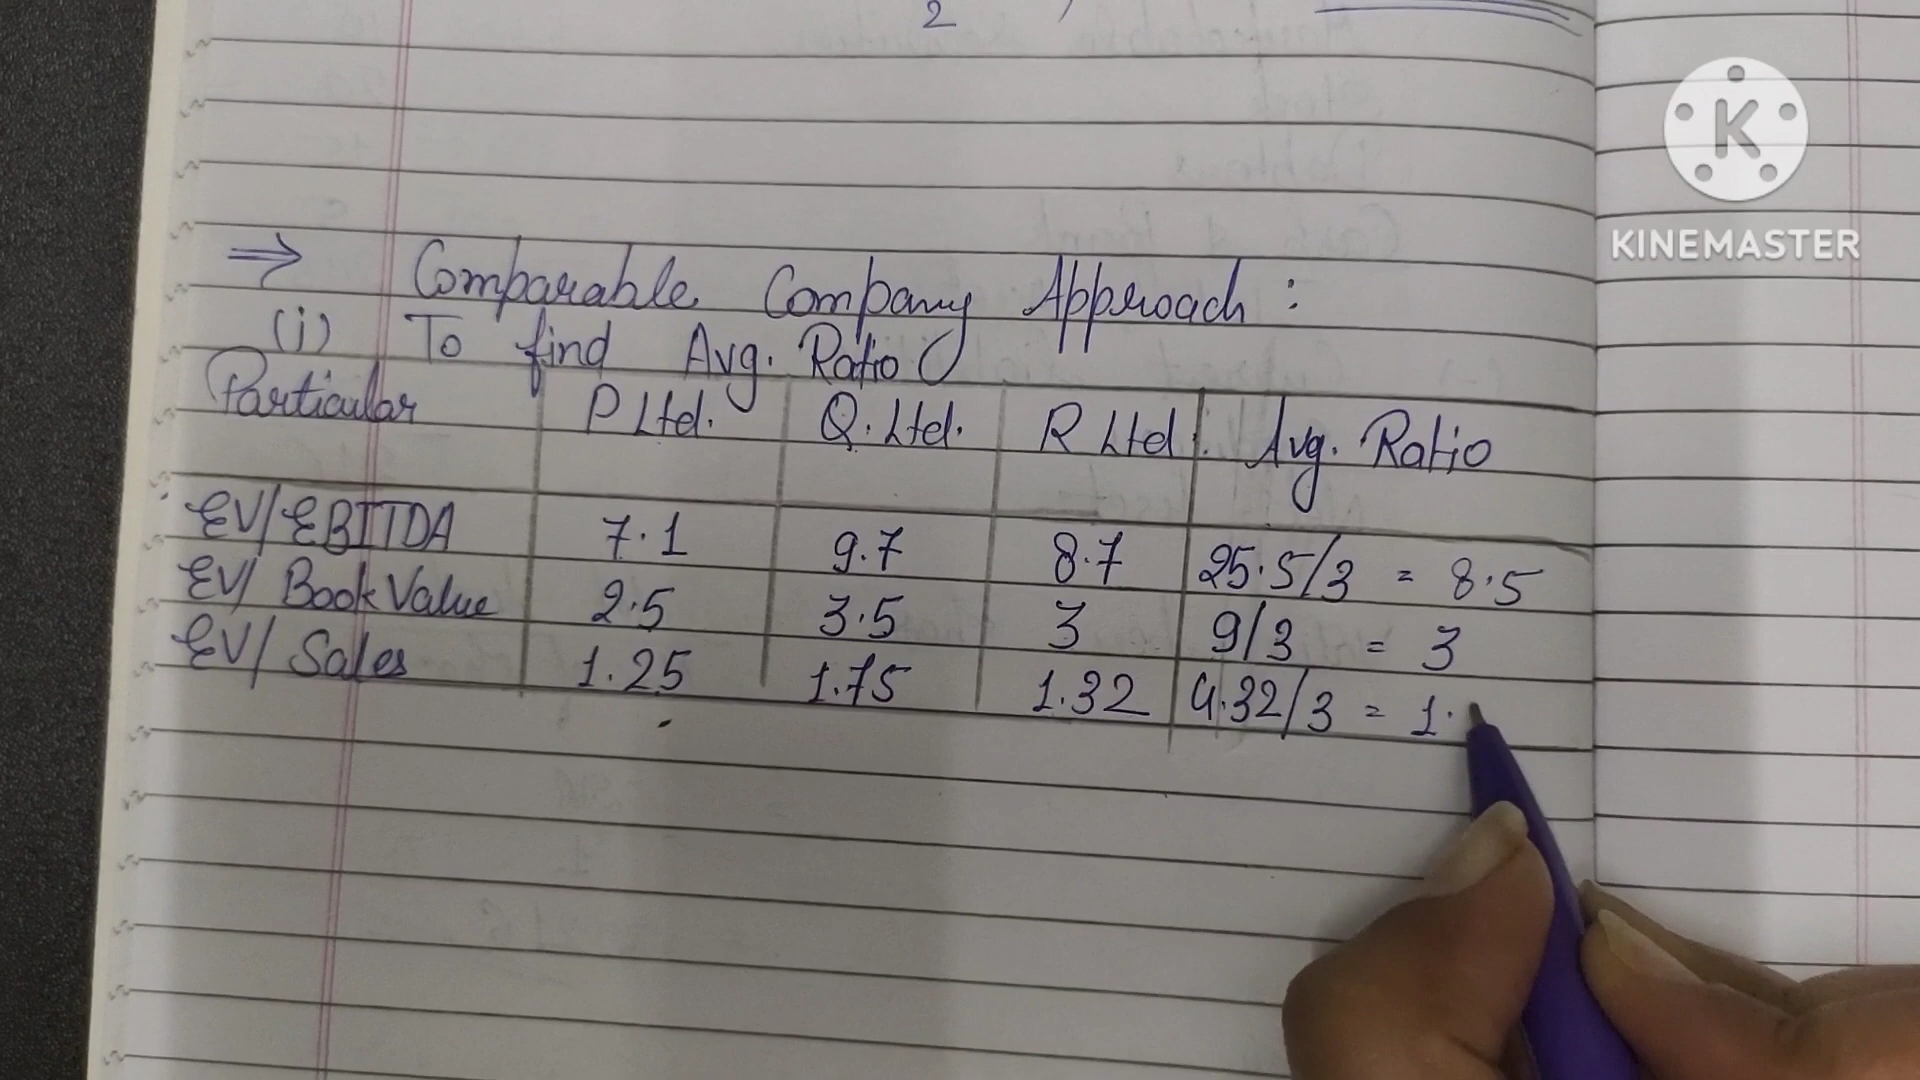 2
K
KINEMASTER
⇒ Comparable Company Approach :
(i) To find Avg. Ratio
Particular P Ltd. Q. Ltd. R Ltd. Avg. Ratio
EV/EBITDA 7.1 9.7 8.7 25.5/3 = 8.5
EV/ Book Value 2.5 3.5 3 9/3 = 3
EV/ Sales 1.25 1.75 1.32 4.32/3 = 1.